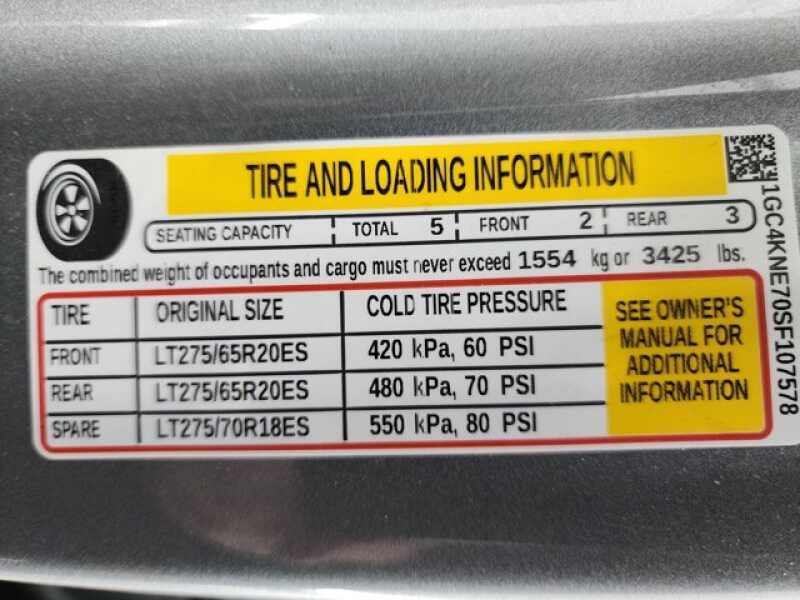 TIRE AND LOADING INFORMATION
SEATING CAPACITY TOTAL 5 FRONT 2 REAR 3
The combined weight of occupants and cargo must never exceed 1554 kg or 3425 lbs.
TIRE ORIGINAL SIZE COLD TIRE PRESSURE
FRONT LT275/65R20ES 420 kPa, 60 PSI
REAR LT275/65R20ES 480 kPa, 70 PSI
SPARE LT275/70R18ES 550 kPa, 80 PSI
SEE OWNER'S
MANUAL FOR
ADDITIONAL
INFORMATION
1GC4KNE70SF107578